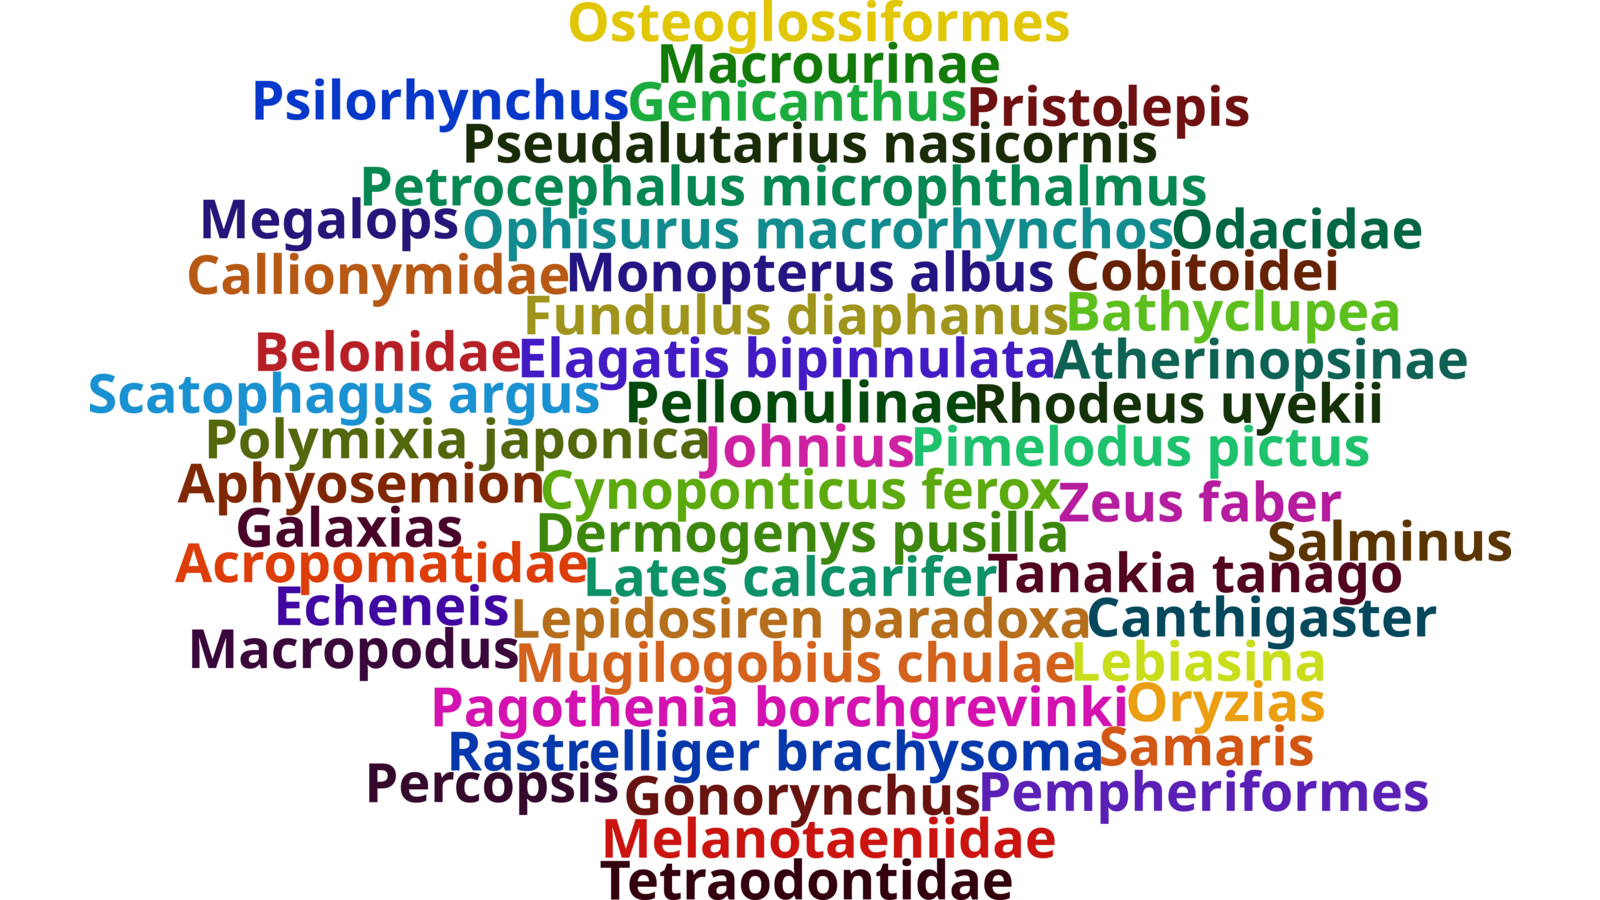 Osteoglossiformes
Macrourinae
Psilorhynchus Genicanthus Pristolepis
Pseudalutarius nasicornis
Petrocephalus microphthalmus
Megalops Ophisurus macrorhynchos Odacidae
Callionymidae Monopterus albus Cobitoidei
Fundulus diaphanus Bathyclupea
Belonidae Elagatis bipinnulata Atherinopsinae
Scatophagus argus Pellonulinae Rhodeus uyekii
Polymixia japonica Johnius Pimelodus pictus
Aphyosemion Cynoponticus ferox Zeus faber
Galaxias Dermogenys pusilla Salminus
Acropomatidae Lates calcarifer Tanakia tanago
Echeneis Lepidosiren paradoxa Canthigaster
Macropodus Mugilogobius chulae Lebiasina
Pagothenia borchgrevinki Oryzias
Rastrelliger brachysoma Samaris
Percopsis Gonorynchus Pempheriformes
Melanotaeniidae
Tetraodontidae